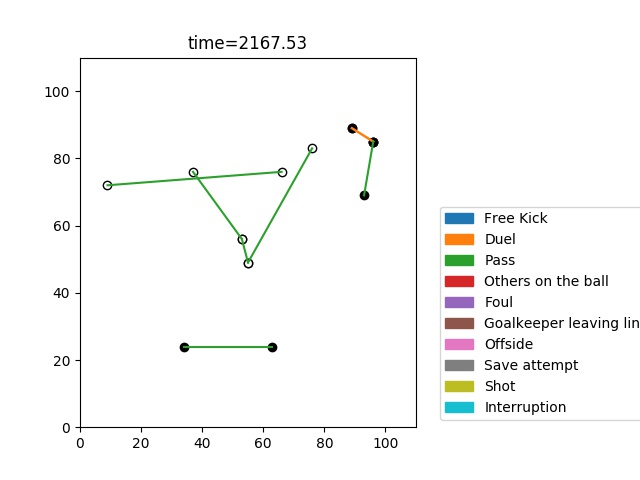 time=2167.53
100
80
60
40
20
0
0 20 40 60 80 100
Free Kick
Duel
Pass
Others on the ball
Foul
Goalkeeper leaving lin
Offside
Save attempt
Shot
Interruption